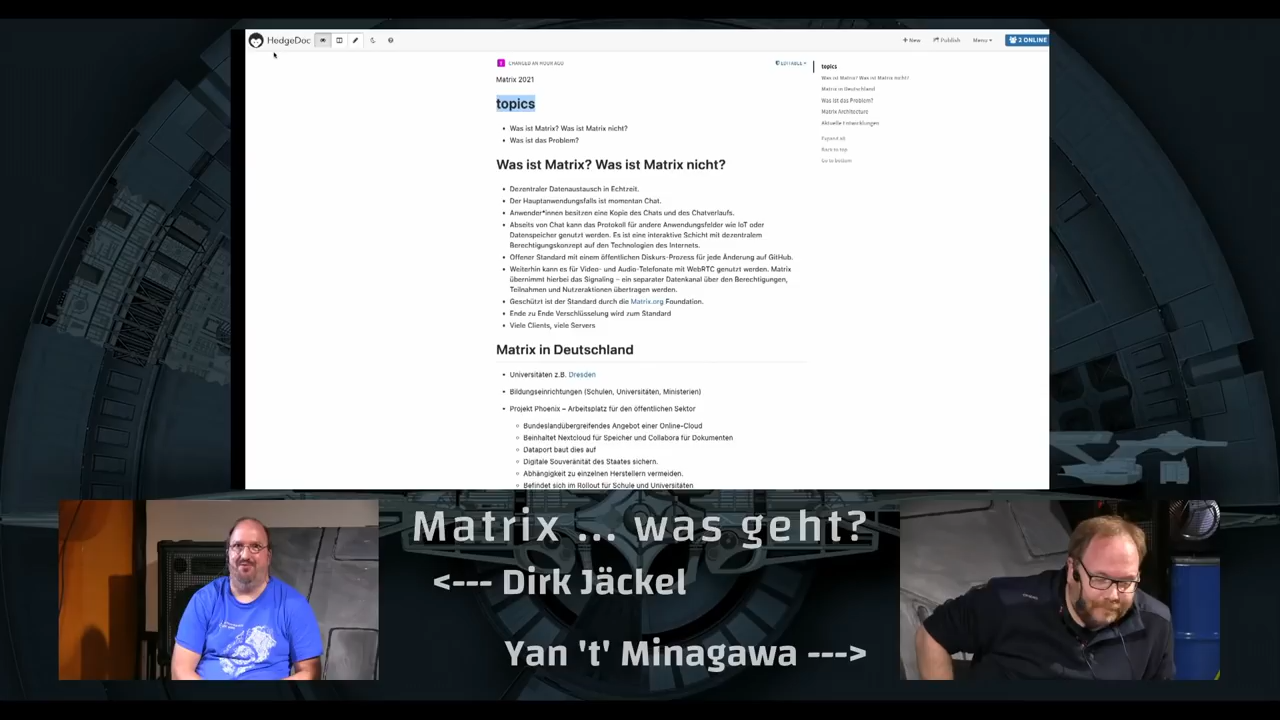 HedgeDoc
+ New
Publish
Menu
2 ONLINE
CHANGED AN HOUR AGO
EDITABLE
Matrix 2021
topics
• Was ist Matrix? Was ist Matrix nicht?
• Was ist das Problem?
Was ist Matrix? Was ist Matrix nicht?
• Dezentraler Datenaustausch in Echtzeit.
• Der Hauptanwendungsfalls ist momentan Chat.
• Anwender*innen besitzen eine Kopie des Chats und des Chatverlaufs.
• Abseits von Chat kann das Protokoll für andere Anwendungsfelder wie IoT oder
Datenspeicher genutzt werden. Es ist eine interaktive Schicht mit dezentralem
Berechtigungskonzept auf den Technologien des Internets.
• Offener Standard mit einem öffentlichen Diskurs-Prozess für jede Änderung auf GitHub.
• Weiterhin kann es für Video- und Audio-Telefonate mit WebRTC genutzt werden. Matrix
übernimmt hierbei das Signaling – ein separater Datenkanal über den Berechtigungen,
Teilnahmen und Nutzeraktionen übertragen werden.
• Geschützt ist der Standard durch die Matrix.org Foundation.
• Ende zu Ende Verschlüsselung wird zum Standard
• Viele Clients, viele Servers
Matrix in Deutschland
• Universitäten z.B. Dresden
• Bildungseinrichtungen (Schulen, Universitäten, Ministerien)
• Projekt Phoenix – Arbeitsplatz für den öffentlichen Sektor
◦ Bundeslandübergreifendes Angebot einer Online-Cloud
◦ Beinhaltet Nextcloud für Speicher und Collabora für Dokumenten
◦ Dataport baut dies auf
◦ Digitale Souveränität des Staates sichern.
◦ Abhängigkeit zu einzelnen Herstellern vermeiden.
◦ Befindet sich im Rollout für Schule und Universitäten
topics
Was ist Matrix? Was ist Matrix nicht?
Matrix in Deutschland
Was ist das Problem?
Matrix Architecture
Aktuelle Entwicklungen
Expand all
Back to top
Go to bottom
Matrix ... was geht?
<--- Dirk Jäckel
Yan 't' Minagawa --->